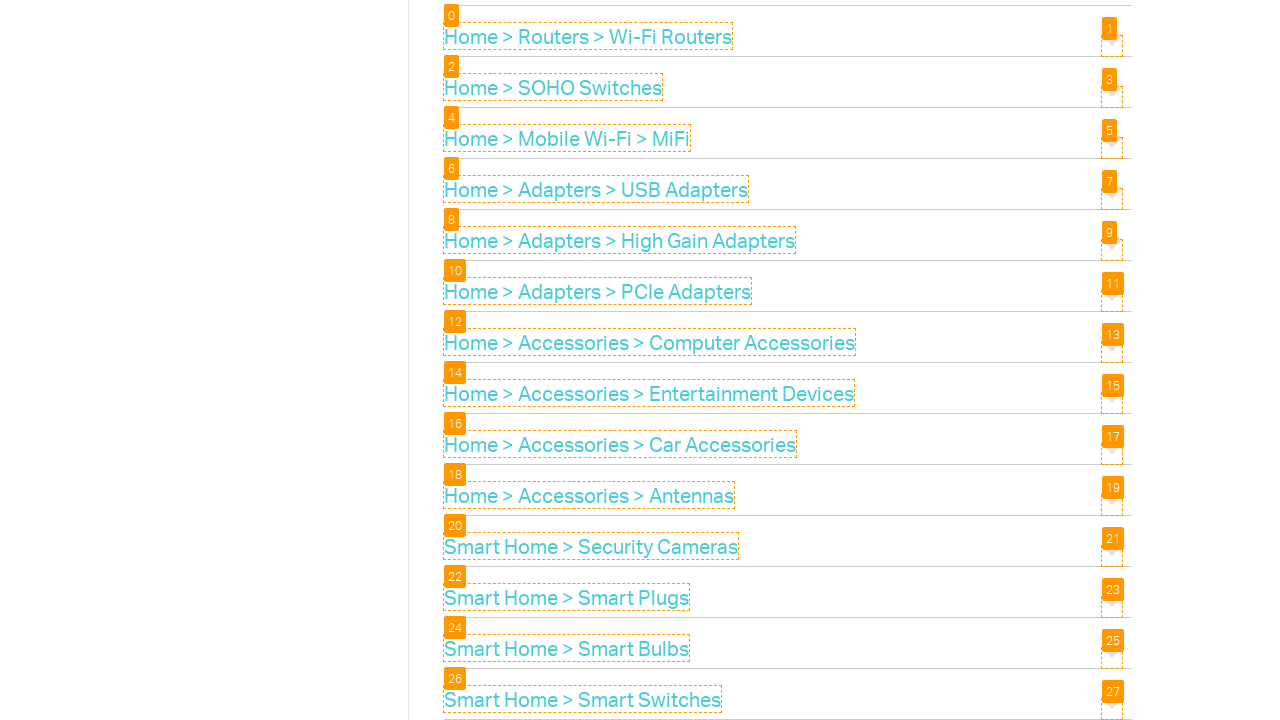 0
Home > Routers > Wi-Fi Routers
1
2
Home > SOHO Switches
3
4
Home > Mobile Wi-Fi > MiFi
5
6
Home > Adapters > USB Adapters
7
8
Home > Adapters > High Gain Adapters
9
10
Home > Adapters > PCIe Adapters
11
12
Home > Accessories > Computer Accessories
13
14
Home > Accessories > Entertainment Devices
15
16
Home > Accessories > Car Accessories
17
18
Home > Accessories > Antennas
19
20
Smart Home > Security Cameras
21
22
Smart Home > Smart Plugs
23
24
Smart Home > Smart Bulbs
25
26
Smart Home > Smart Switches
27